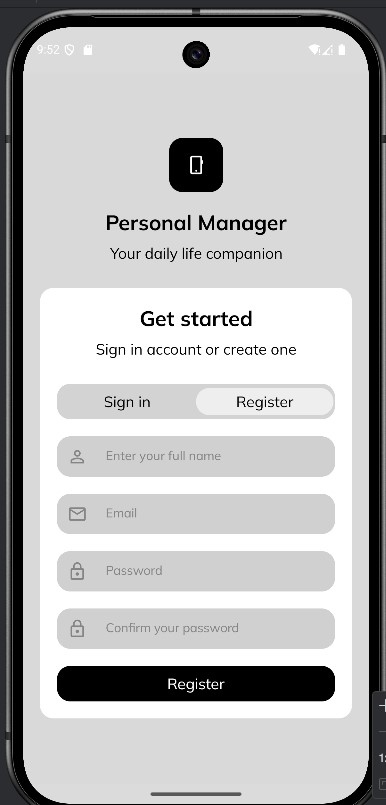 9:52
Personal Manager
Your daily life companion
Get started
Sign in account or create one
Sign in Register
Enter your full name
Email
Password
Confirm your password
Register